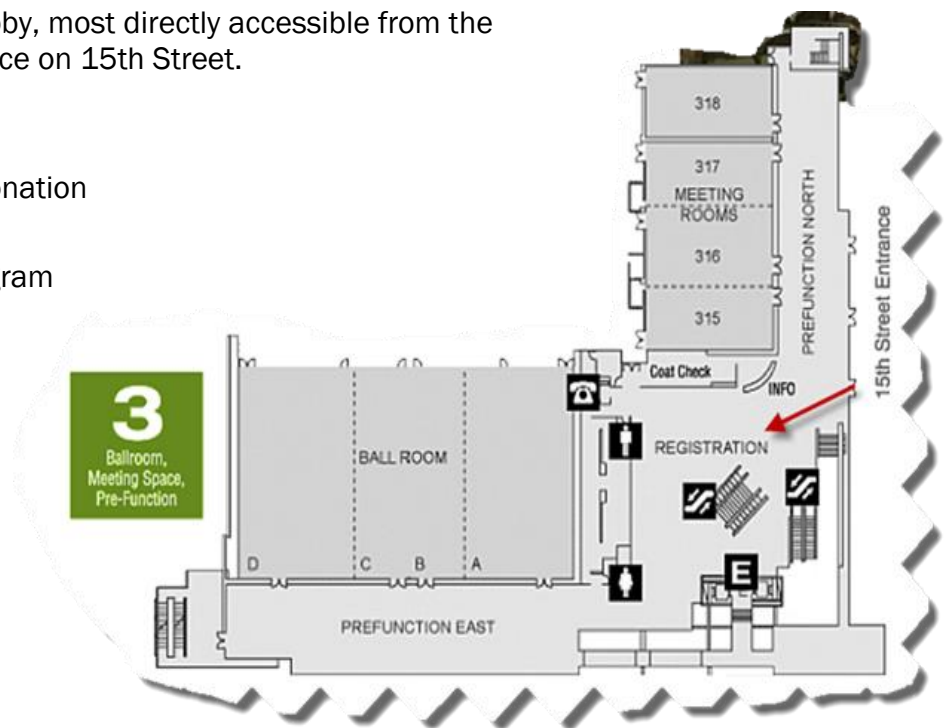 by, most directly accessible from the
ce on 15th Street.
nation
ram
318
317
MEETING
ROOMS
316
315
PREFUNCTION NORTH
15th Street Entrance
Coat Check
INFO
REGISTRATION
3
Ballroom,
Meeting Space,
Pre-Function
BALL ROOM
D
C
B
A
E
PREFUNCTION EAST